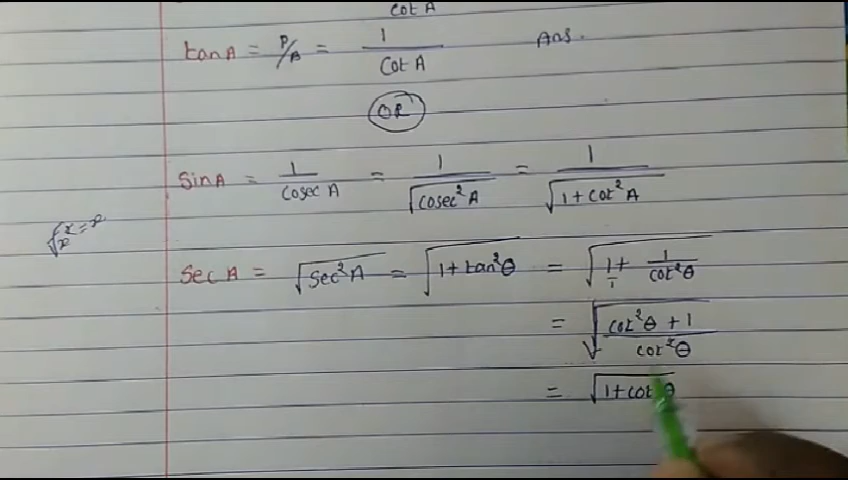 cot A
tan A = P/B = 1/Cot A Ans.
OR
Sin A = 1/Cosec A = 1/√cosec²A = 1/√1+cot²A
√x² = x
Sec A = √Sec²A = √1+tan²θ = √1/1 + 1/cot²θ
= √cot²θ + 1/cot²θ
= √1+cot θ